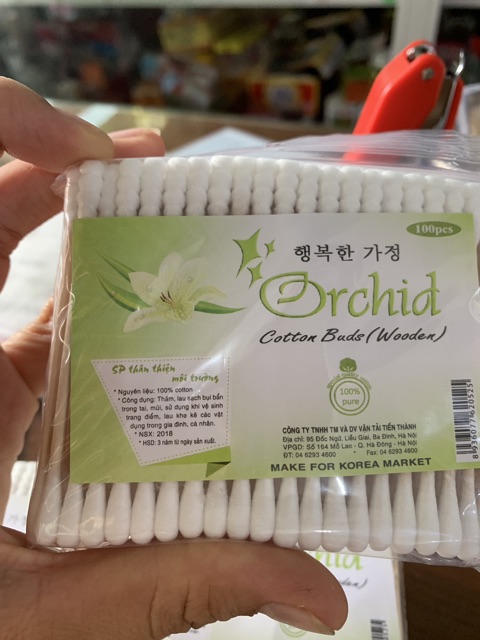 100pcs
행복한 가정
Orchid
Cotton Buds (Wooden)
SP thân thiện
môi trường
* Nguyên liệu: 100% cotton
* Công dụng: Thấm, lau sạch bụi bẩn
trong tai, mũi, sử dụng khi vệ sinh
trang điểm, lau khe kẽ các vật
dụng trong gia đình, cá nhân.
* NSX: 2018
* HSD: 3 năm từ ngày sản xuất.
100%
pure
CÔNG TY TNHH TM VÀ DV VẬN TẢI TIẾN THÀNH
Địa chỉ: 95 Đốc Ngữ, Liễu Giai, Ba Đình, Hà Nội
VPGD: Số 164 Mỗ Lao - Q. Hà Đông - Hà Nội
ĐT: 04 6293 4600 * Fax: 04 6293 4600
MAKE FOR KOREA MARKET
hid
(Wooden)